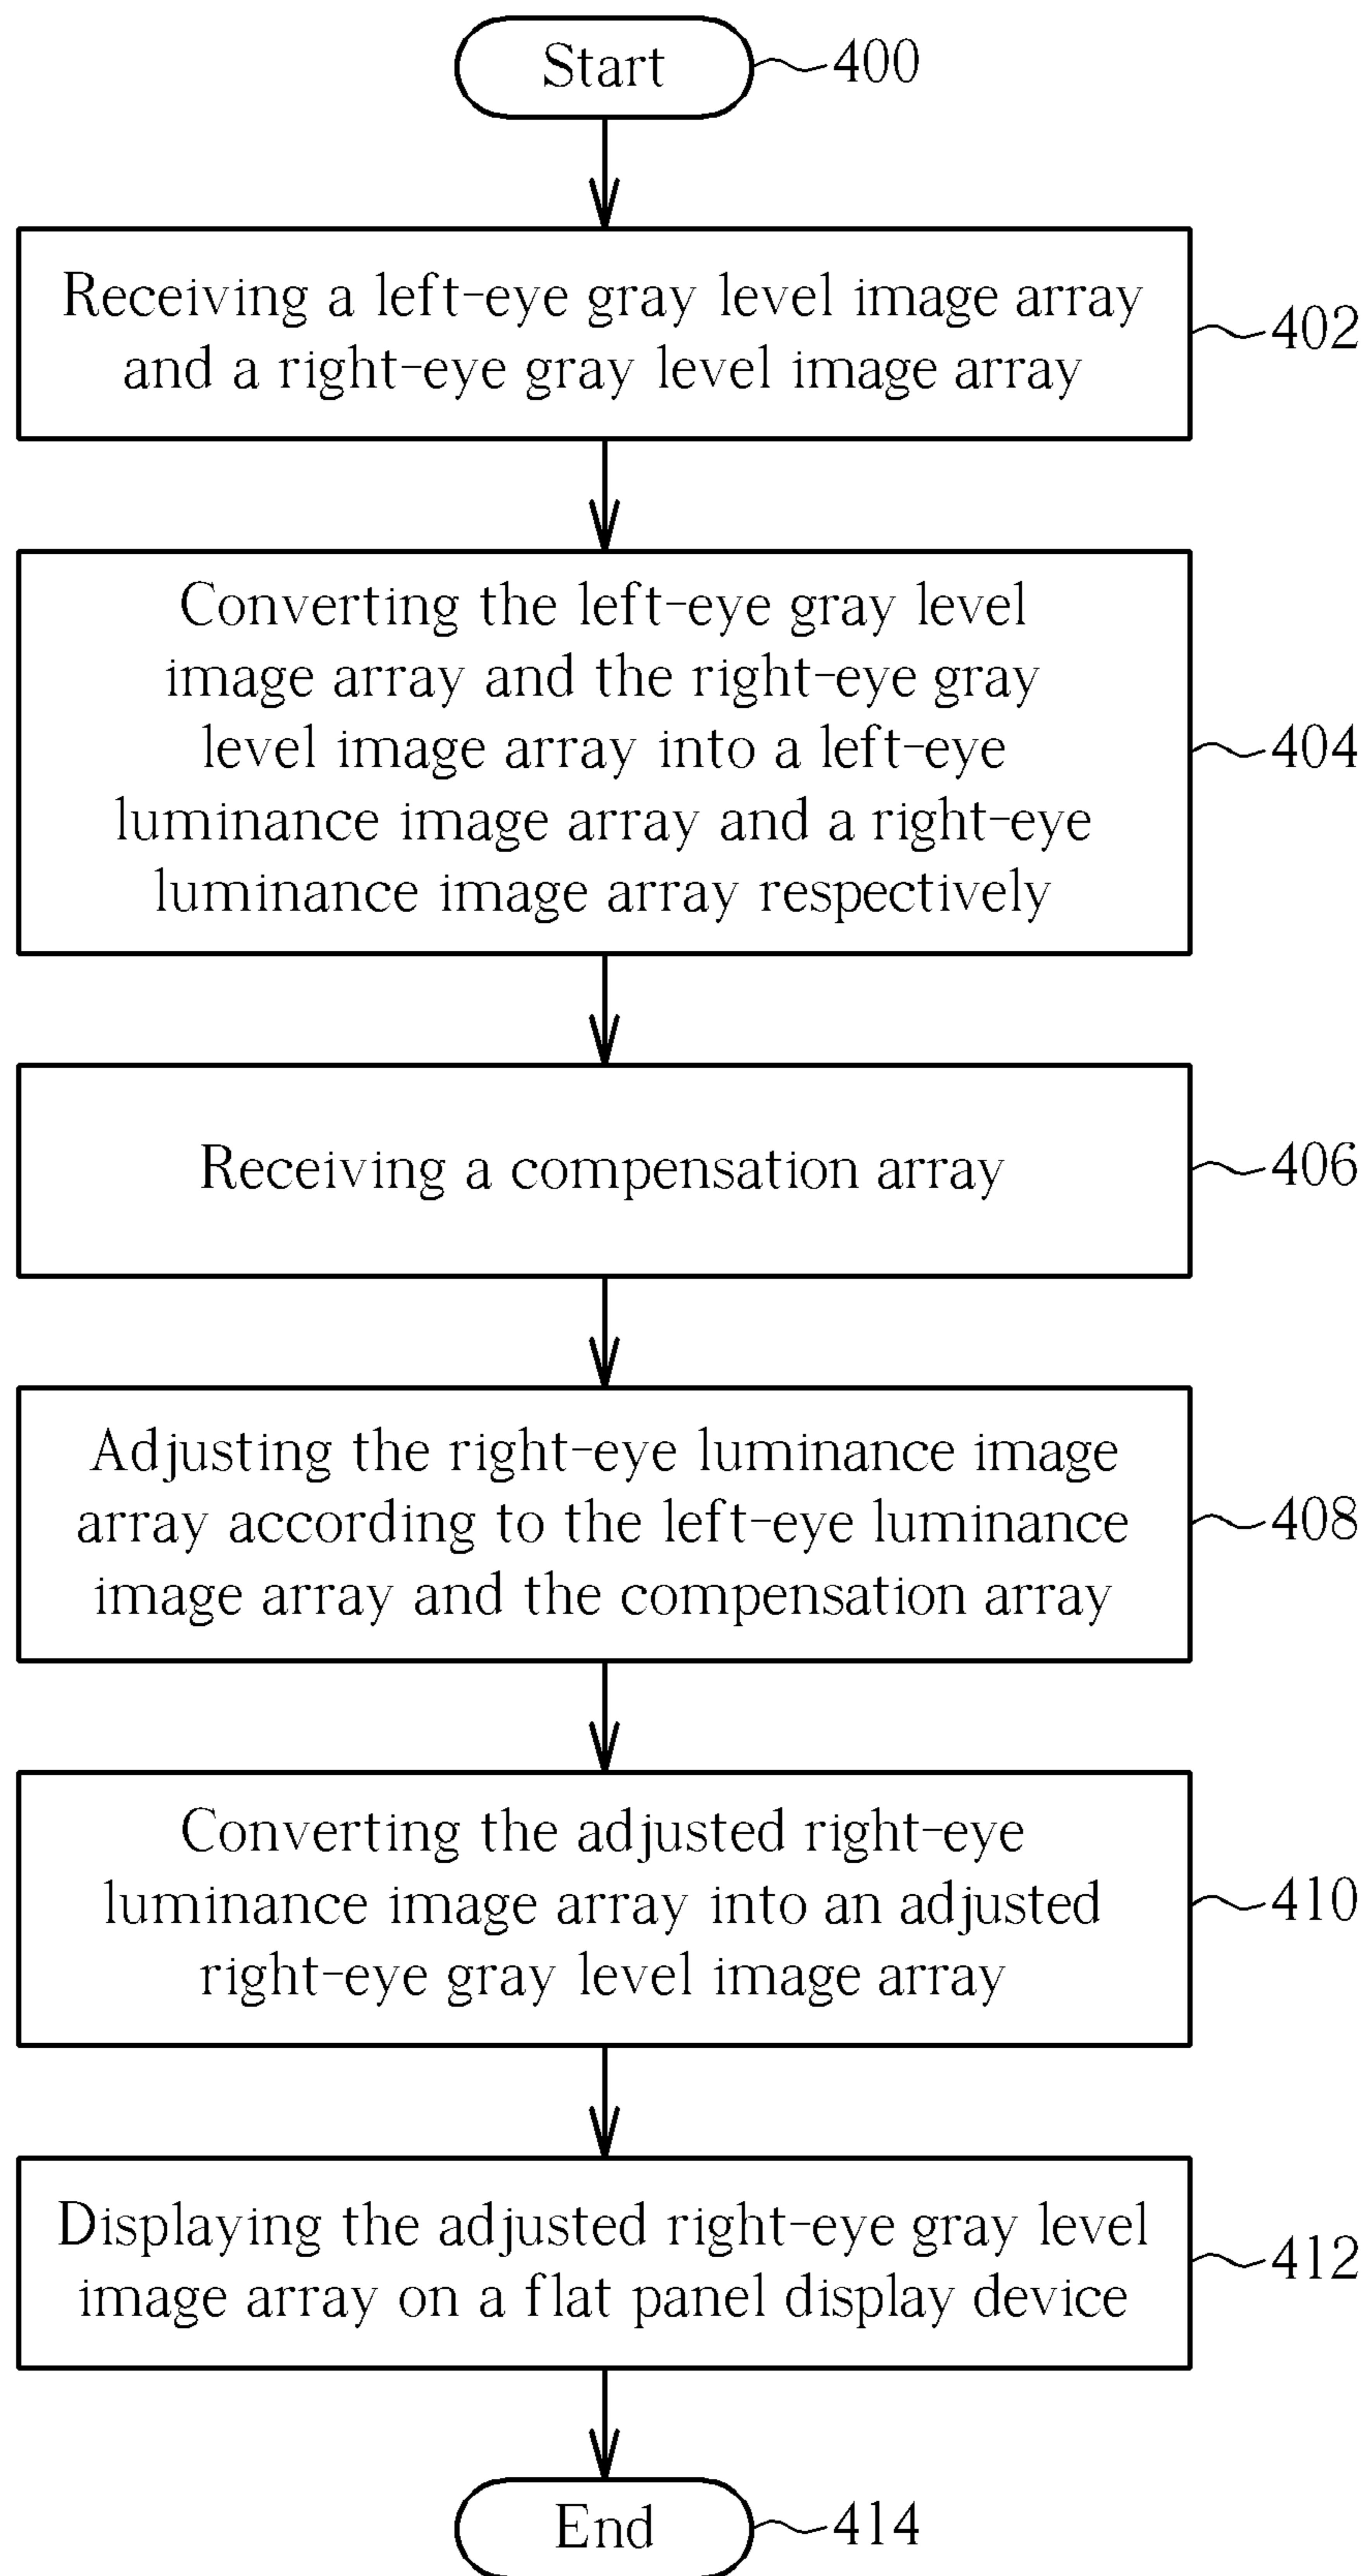 Start
400
Receiving a left-eye gray level image array
and a right-eye gray level image array
402
Converting the left-eye gray level
image array and the right-eye gray
level image array into a left-eye
luminance image array and a right-eye
luminance image array respectively
404
Receiving a compensation array
406
Adjusting the right-eye luminance image
array according to the left-eye luminance
image array and the compensation array
408
Converting the adjusted right-eye
luminance image array into an adjusted
right-eye gray level image array
410
Displaying the adjusted right-eye gray level
image array on a flat panel display device
412
End
414